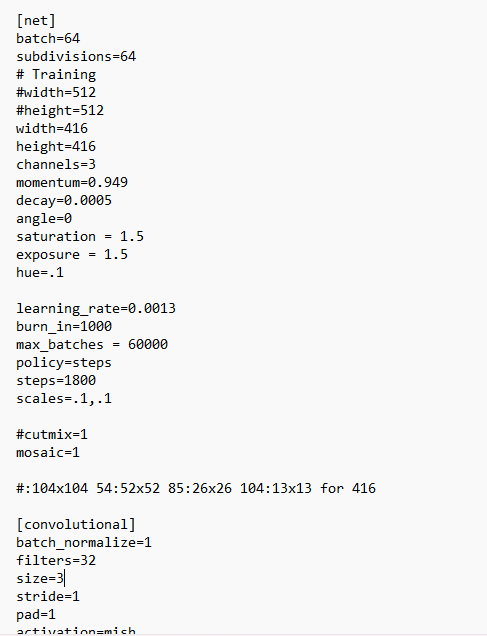 [net]
batch=64
subdivisions=64
# Training
#width=512
#height=512
width=416
height=416
channels=3
momentum=0.949
decay=0.0005
angle=0
saturation = 1.5
exposure = 1.5
hue=.1
learning_rate=0.0013
burn_in=1000
max_batches = 60000
policy=steps
steps=1800
scales=.1,.1
#cutmix=1
mosaic=1
#:104x104 54:52x52 85:26x26 104:13x13 for 416
[convolutional]
batch_normalize=1
filters=32
size=3
stride=1
pad=1
activation=mish